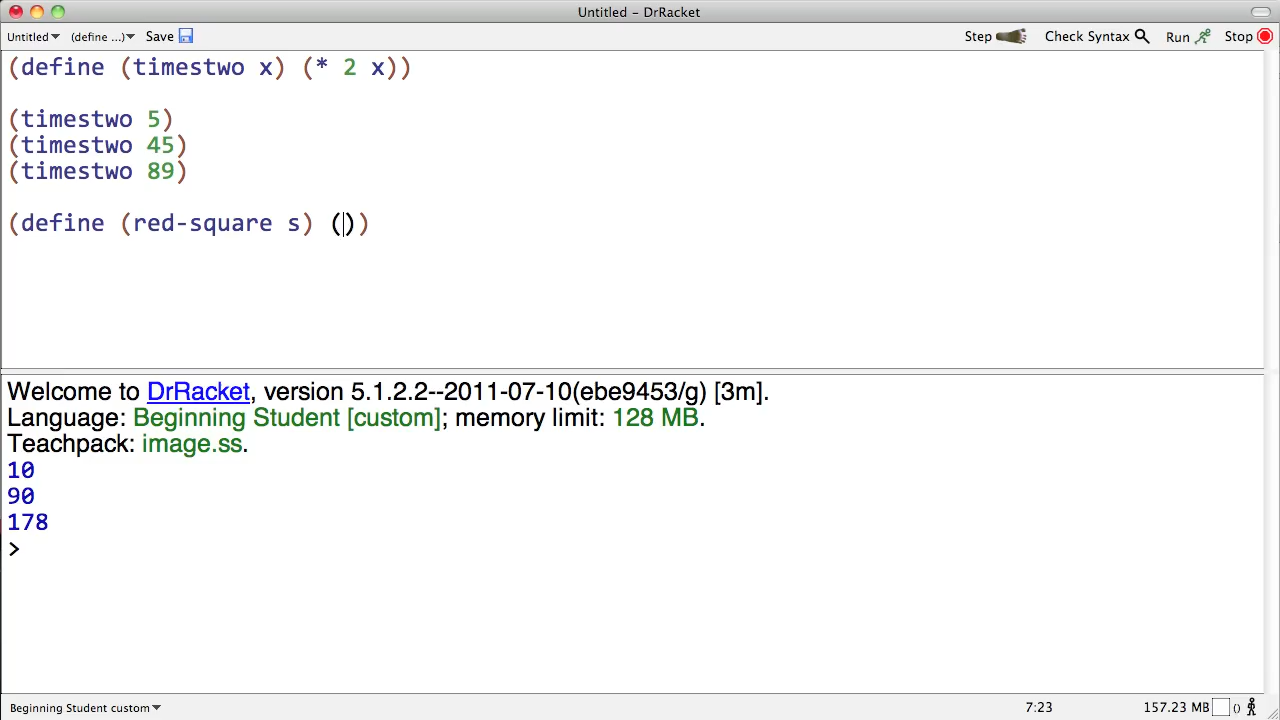 Untitled - DrRacket
Untitled (define ...) Save Step Check Syntax Run Stop
(define (timestwo x) (* 2 x))
(timestwo 5)
(timestwo 45)
(timestwo 89)
(define (red-square s) ())
Welcome to DrRacket, version 5.1.2.2--2011-07-10(ebe9453/g) [3m].
Language: Beginning Student [custom]; memory limit: 128 MB.
Teachpack: image.ss.
10
90
178
>
Beginning Student custom 7:23 157.23 MB ()